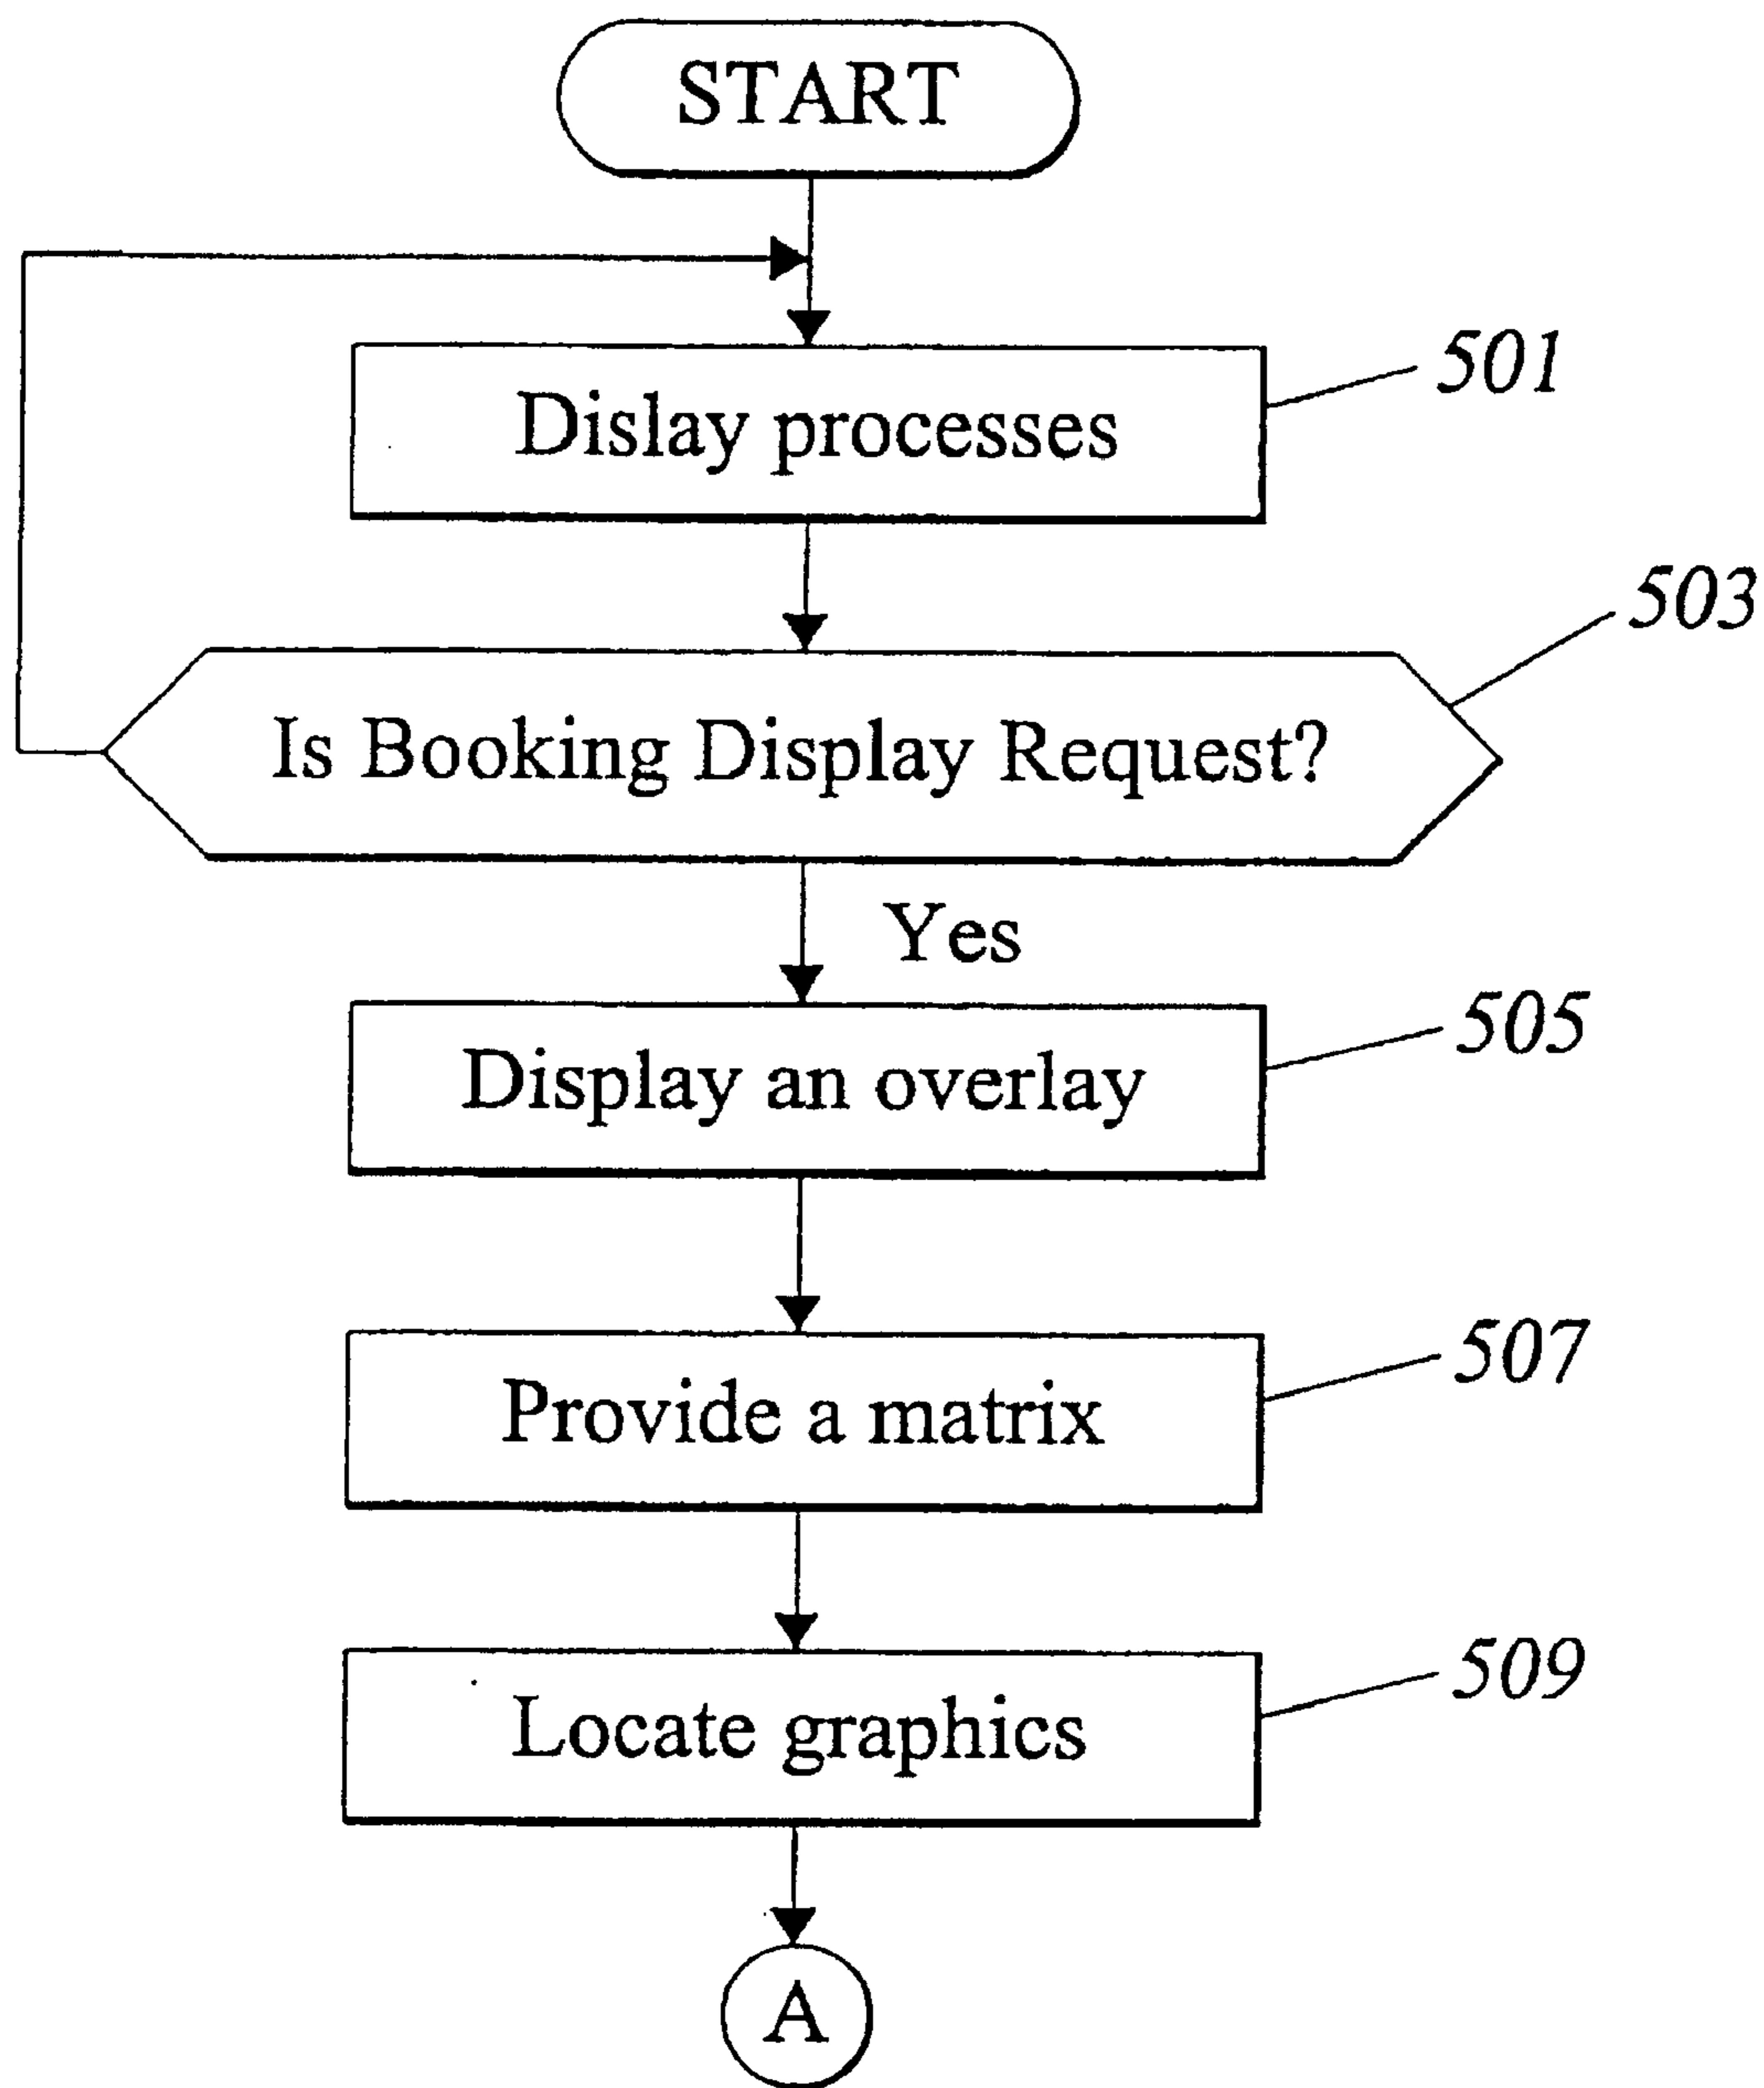 START
Dislay processes
501
Is Booking Display Request?
503
Yes
Display an overlay
505
Provide a matrix
507
Locate graphics
509
A